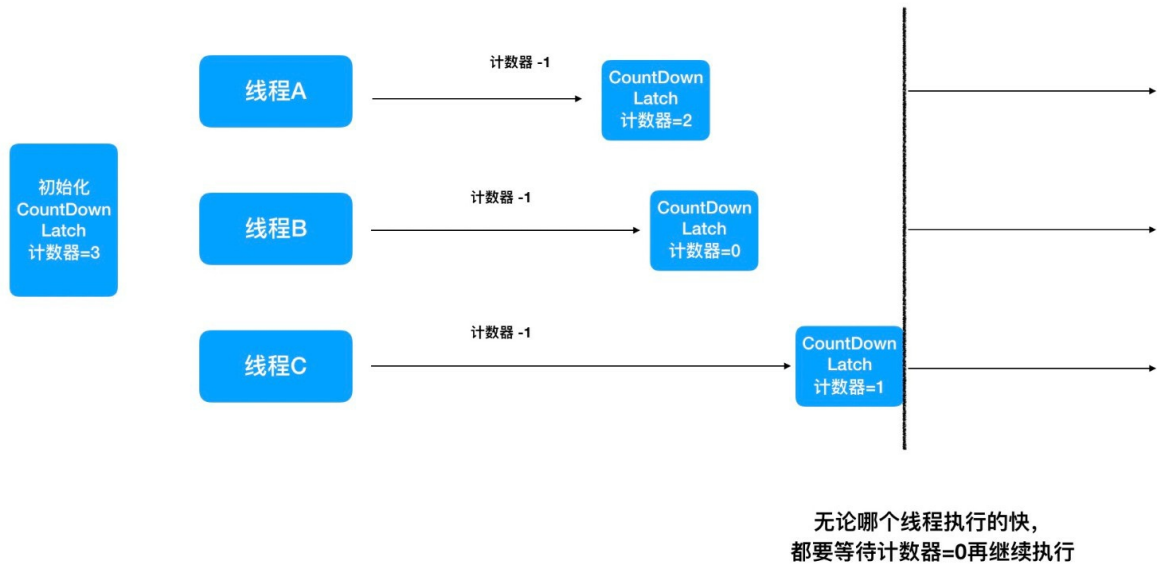 初始化
CountDown
Latch
计数器=3
线程A
计数器 -1
CountDown
Latch
计数器=2
线程B
计数器 -1
CountDown
Latch
计数器=0
线程C
计数器 -1
CountDown
Latch
计数器=1
无论哪个线程执行的快，
都要等待计数器=0再继续执行